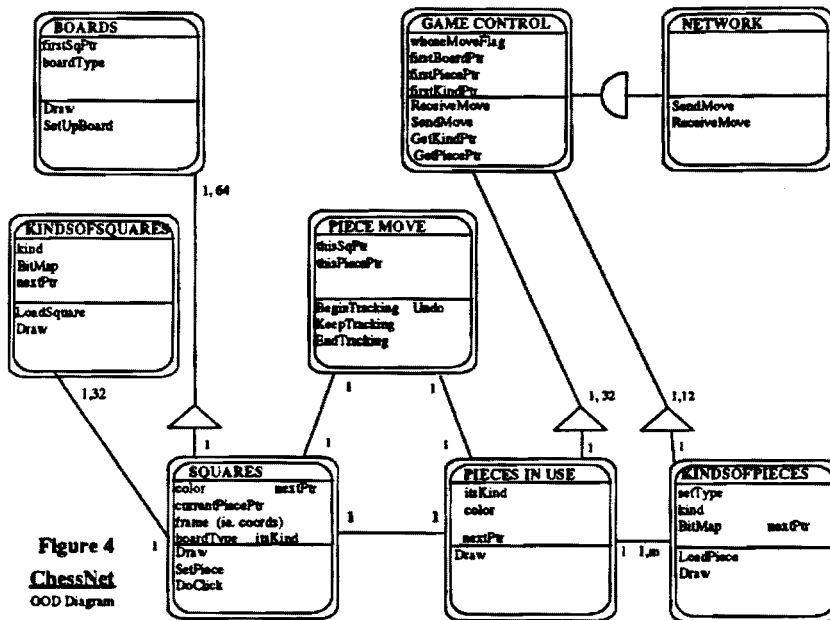 BOARDS
firstSqPtr
boardType
Draw
SetUpBoard
GAME CONTROL
whoseMoveFlag
firstBoardPtr
firstPiecePtr
firstKindPtr
ReceiveMove
SendMove
GetKindPtr
GetPiecePtr
NETWORK
SendMove
ReceiveMove
1, 64
KINDSOFSQUARES
kind
BitMap
nextPtr
LoadSquare
Draw
PIECE MOVE
thisSqPtr
thisPiecePtr
BeginTracking Undo
KeepTracking
EndTracking
1,32
1
1
1, 32
1,12
1
1
1
1
1
SQUARES
color nextPtr
currentPiecePtr
frame (ie. coords)
boardType itsKind
Draw
SetPiece
DoClick
1
1
1
PIECES IN USE
itsKind
color
nextPtr
Draw
1 1,m
KINDSOFPIECES
setType
kind
BitMap nextPtr
LoadPiece
Draw
Figure 4
ChessNet
OOD Diagram